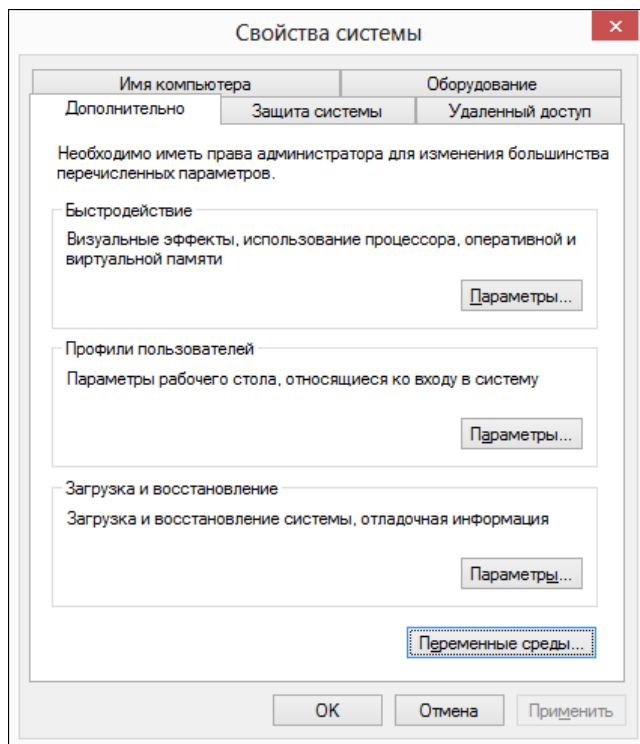 Свойства системы
Имя компьютера
Оборудование
Дополнительно
Защита системы
Удаленный доступ
Необходимо иметь права администратора для изменения большинства
перечисленных параметров.
Быстродействие
Визуальные эффекты, использование процессора, оперативной и
виртуальной памяти
Параметры...
Профили пользователей
Параметры рабочего стола, относящиеся ко входу в систему
Параметры...
Загрузка и восстановление
Загрузка и восстановление системы, отладочная информация
Параметры...
Переменные среды...
OK
Отмена
Применить